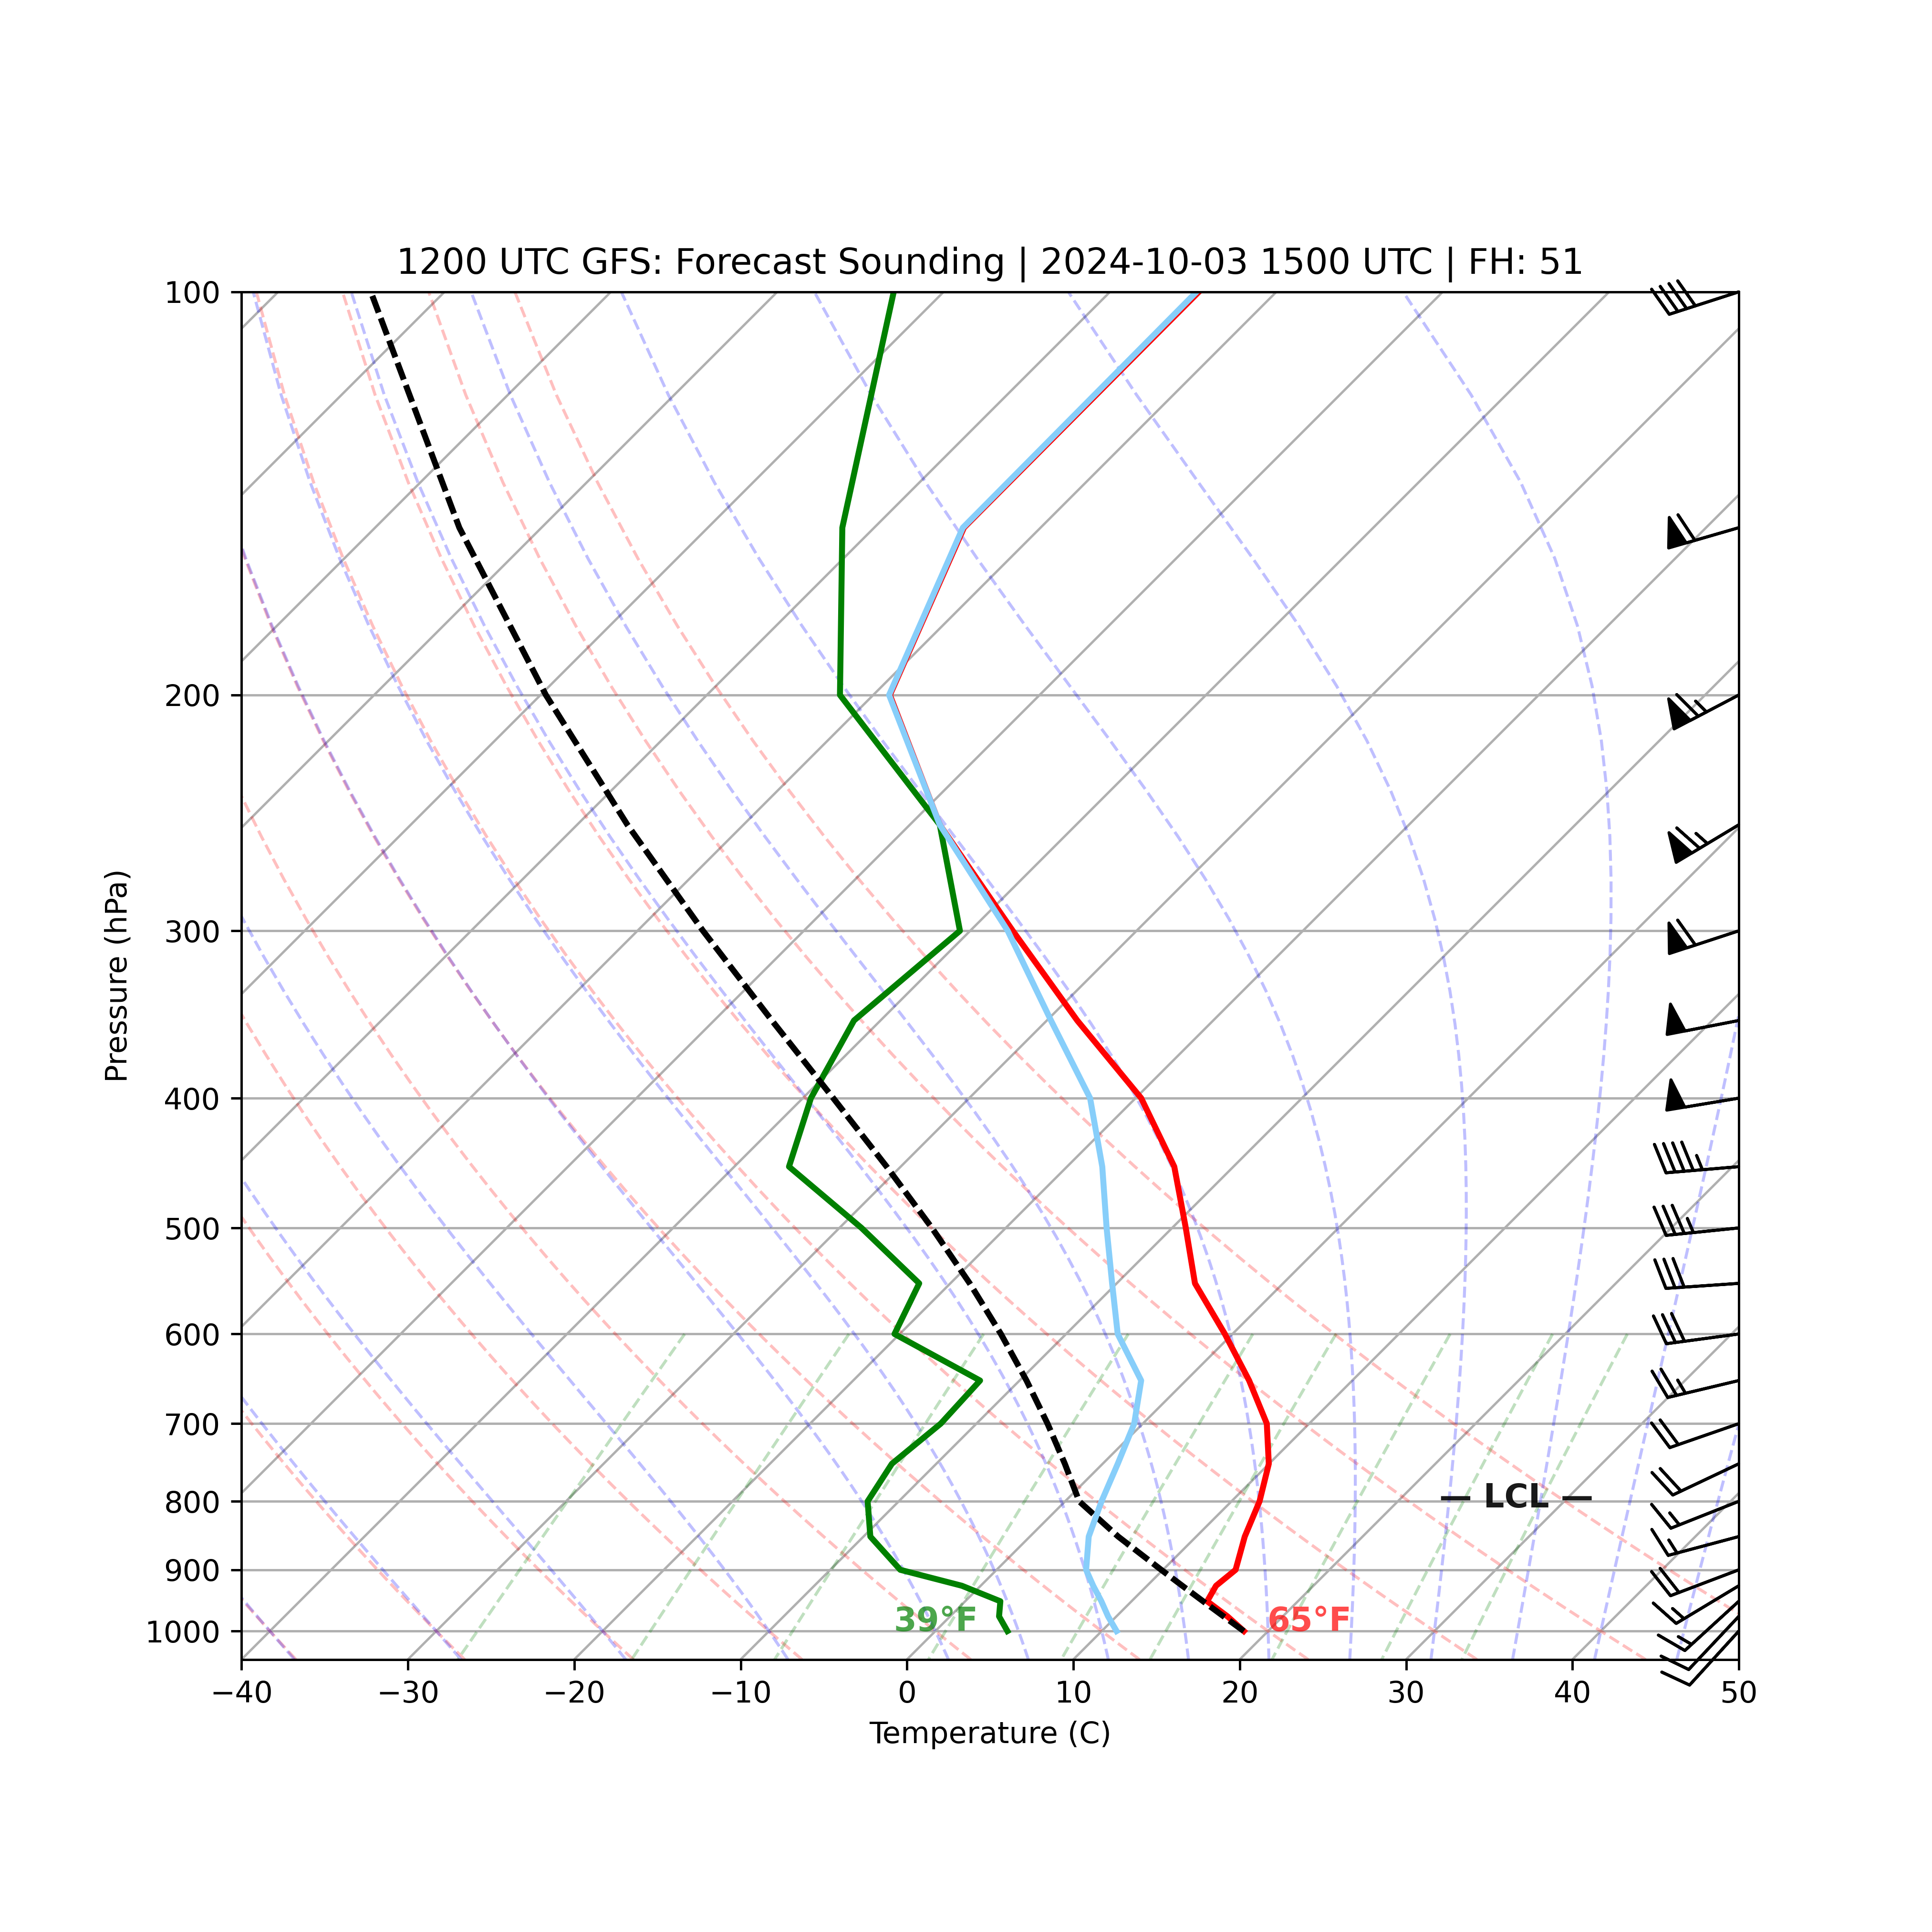 1200 UTC GFS: Forecast Sounding | 2024-10-03 1500 UTC | FH: 51
100
200
300
400
500
600
700
800
900
1000
Pressure (hPa)
— LCL —
39°F
65°F
−40 −30 −20 −10 0 10 20 30 40 50
Temperature (C)